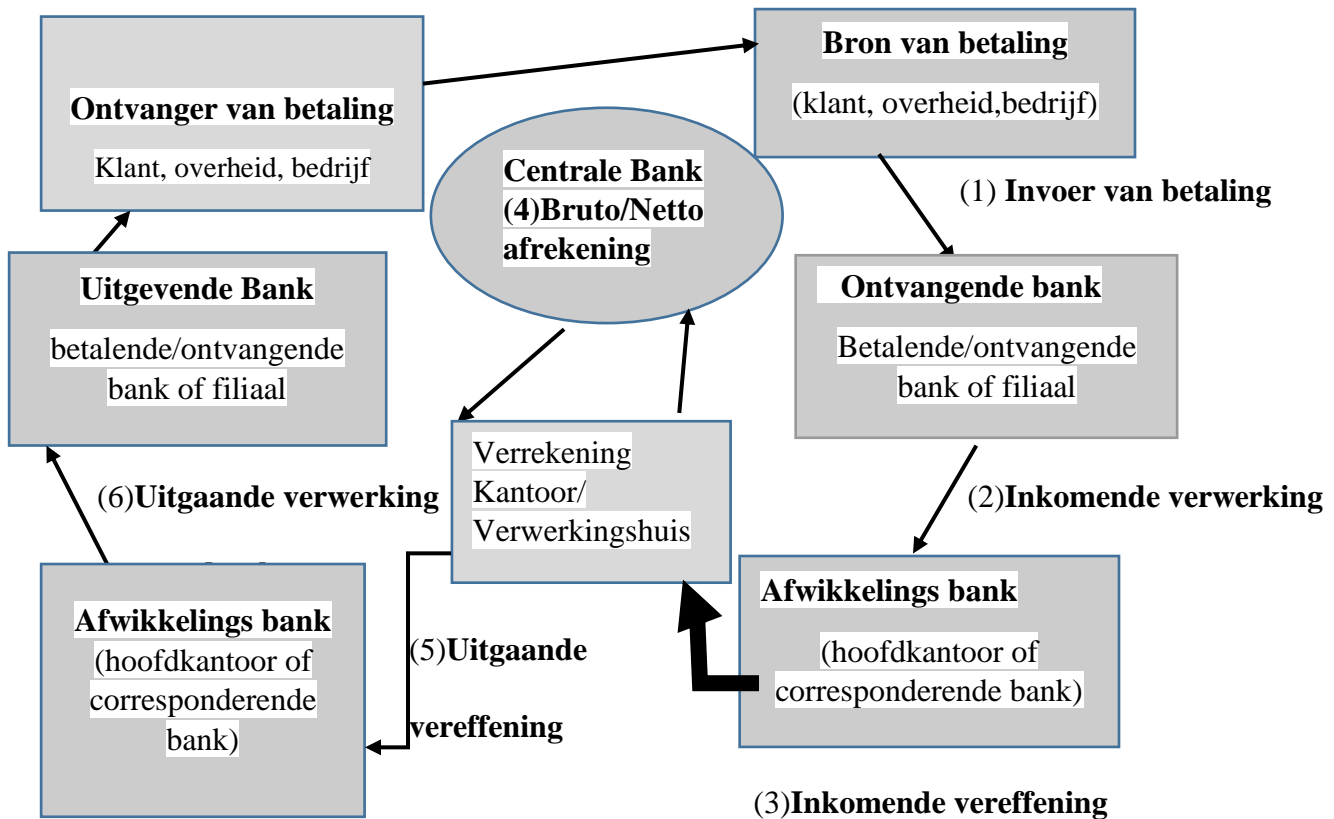 Bron van betaling
(klant, overheid,bedrijf)
Ontvanger van betaling
Klant, overheid, bedrijf
Centrale Bank
(4)Bruto/Netto
afrekening
(1) Invoer van betaling
Uitgevende Bank
betalende/ontvangende
bank of filiaal
Ontvangende bank
Betalende/ontvangende
bank of filiaal
Verrekening
Kantoor/
Verwerkingshuis
(6)Uitgaande verwerking
(2)Inkomende verwerking
Afwikkelings bank
(hoofdkantoor of
corresponderende
bank)
(5)Uitgaande
vereffening
Afwikkelings bank
(hoofdkantoor of
corresponderende bank)
(3)Inkomende vereffening